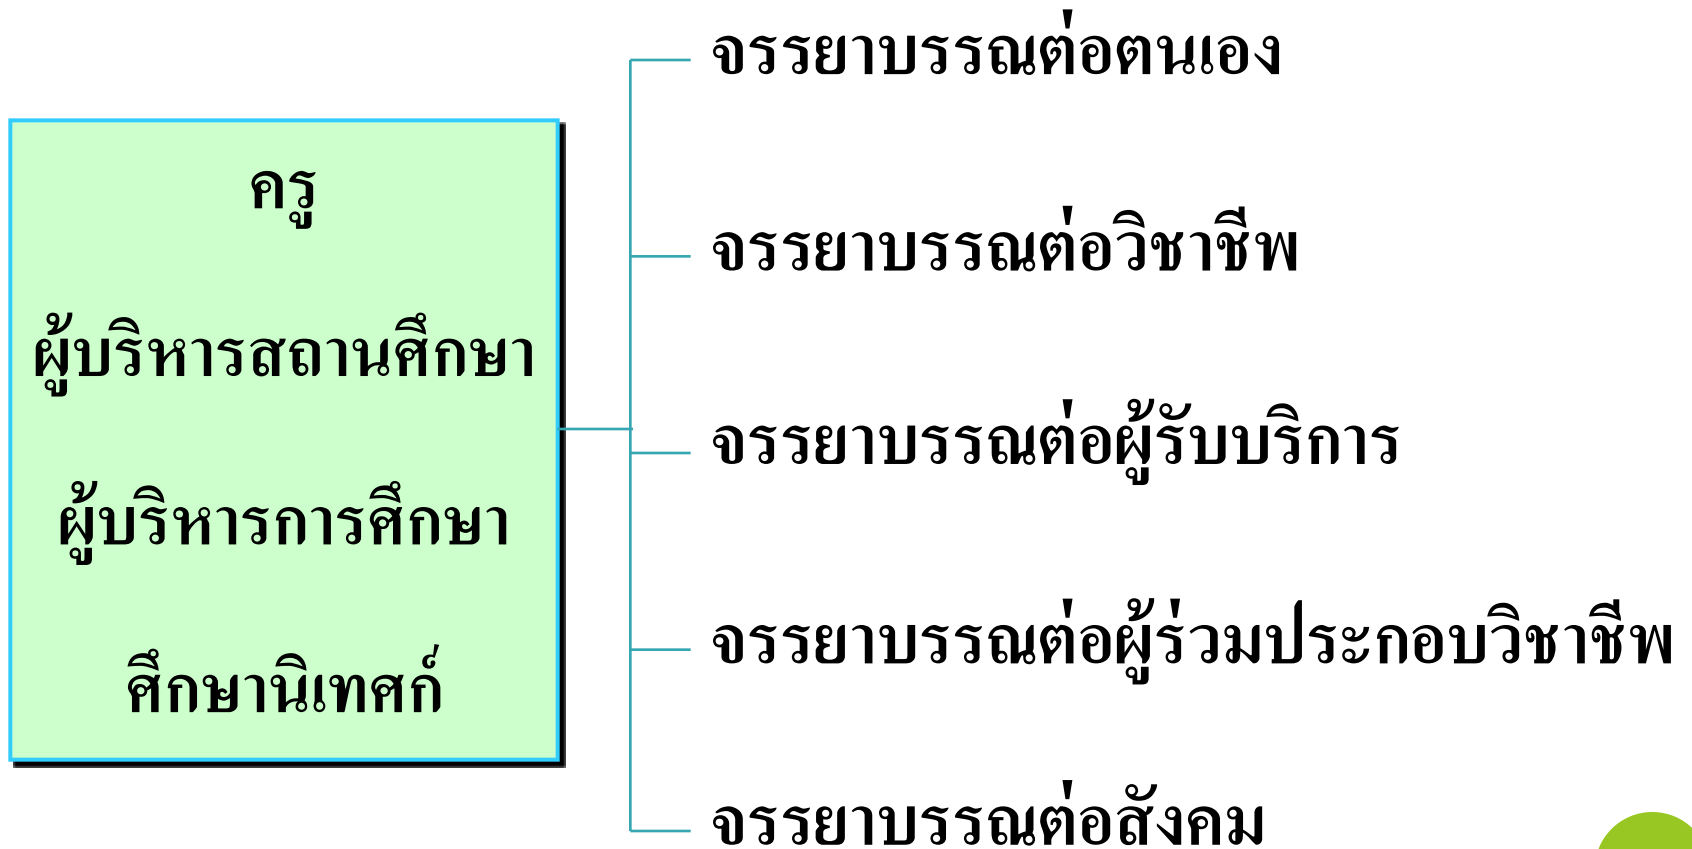 ครู
ผู้บริหารสถานศึกษา
ผู้บริหารการศึกษา
ศึกษานิเทศก์
จรรยาบรรณต่อตนเอง
จรรยาบรรณต่อวิชาชีพ
จรรยาบรรณต่อผู้รับบริการ
จรรยาบรรณต่อผู้ร่วมประกอบวิชาชีพ
จรรยาบรรณต่อสังคม